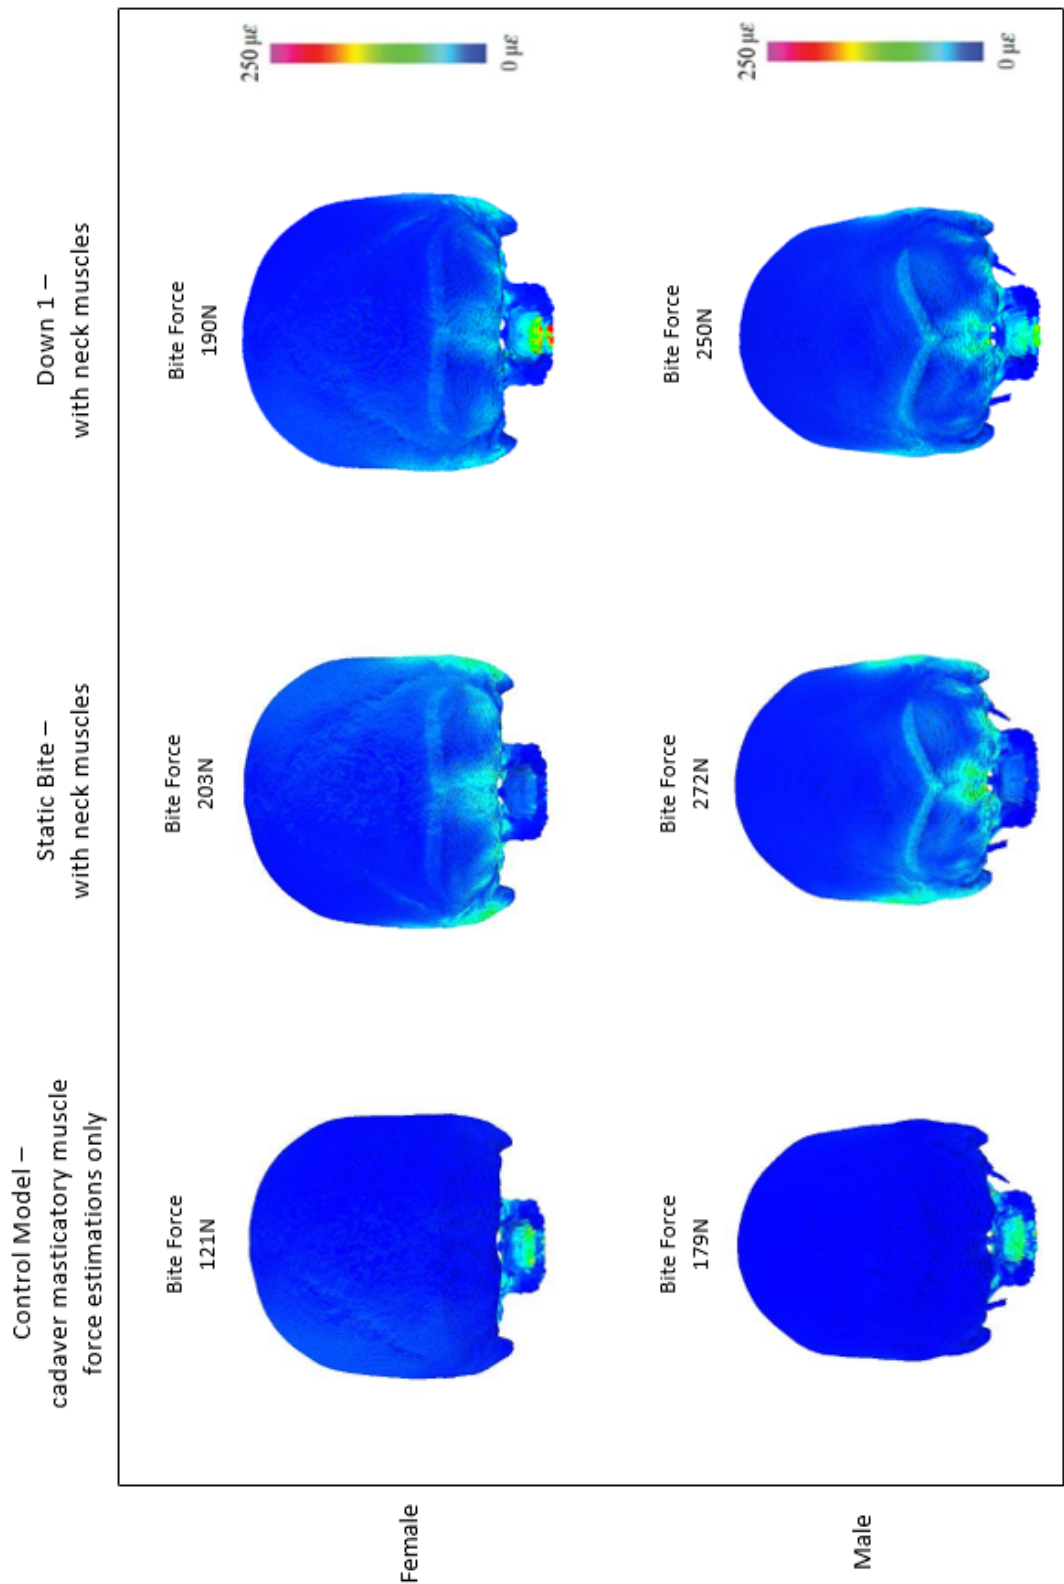 Control Model –
cadaver masticatory muscle
force estimations only
Static Bite –
with neck muscles
Down 1 –
with neck muscles
Female
Bite Force
121N
Bite Force
203N
Bite Force
190N
250 µε
0 µε
Male
Bite Force
179N
Bite Force
272N
Bite Force
250N
250 µε
0 µε